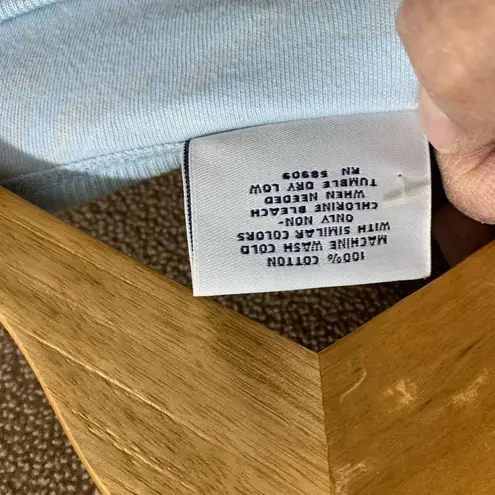 100% COTTON
MACHINE WASH COLD
WITH SIMILAR COLORS
ONLY NON-
CHLORINE BLEACH
WHEN NEEDED
TUMBLE DRY LOW
RN 58909